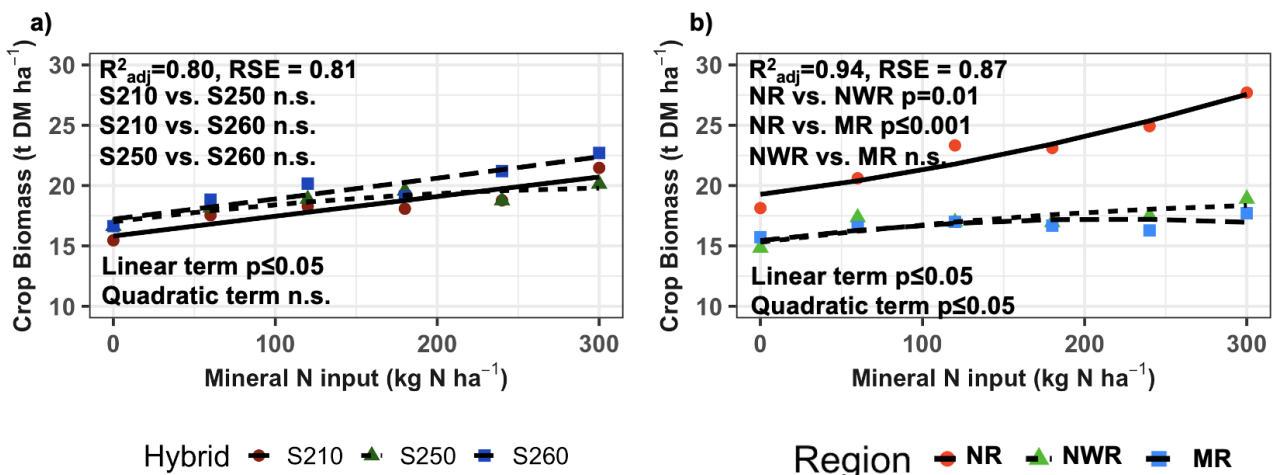 a)
Crop Biomass (t DM ha⁻¹)
30
25
20
15
10
R²adj=0.80, RSE = 0.81
S210 vs. S250 n.s.
S210 vs. S260 n.s.
S250 vs. S260 n.s.
Linear term p≤0.05
Quadratic term n.s.
0 100 200 300
Mineral N input (kg N ha⁻¹)
Hybrid S210 S250 S260
b)
Crop Biomass (t DM ha⁻¹)
30
25
20
15
10
R²adj=0.94, RSE = 0.87
NR vs. NWR p=0.01
NR vs. MR p≤0.001
NWR vs. MR n.s.
Linear term p≤0.05
Quadratic term p≤0.05
0 100 200 300
Mineral N input (kg N ha⁻¹)
Region NR NWR MR